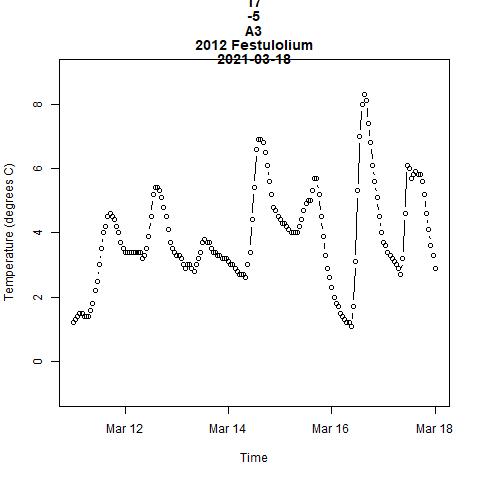 17
-5
A3
2012 Festulolium
2021-03-18
Temperature (degrees C)
8
6
4
2
0
Mar 12
Mar 14
Mar 16
Mar 18
Time